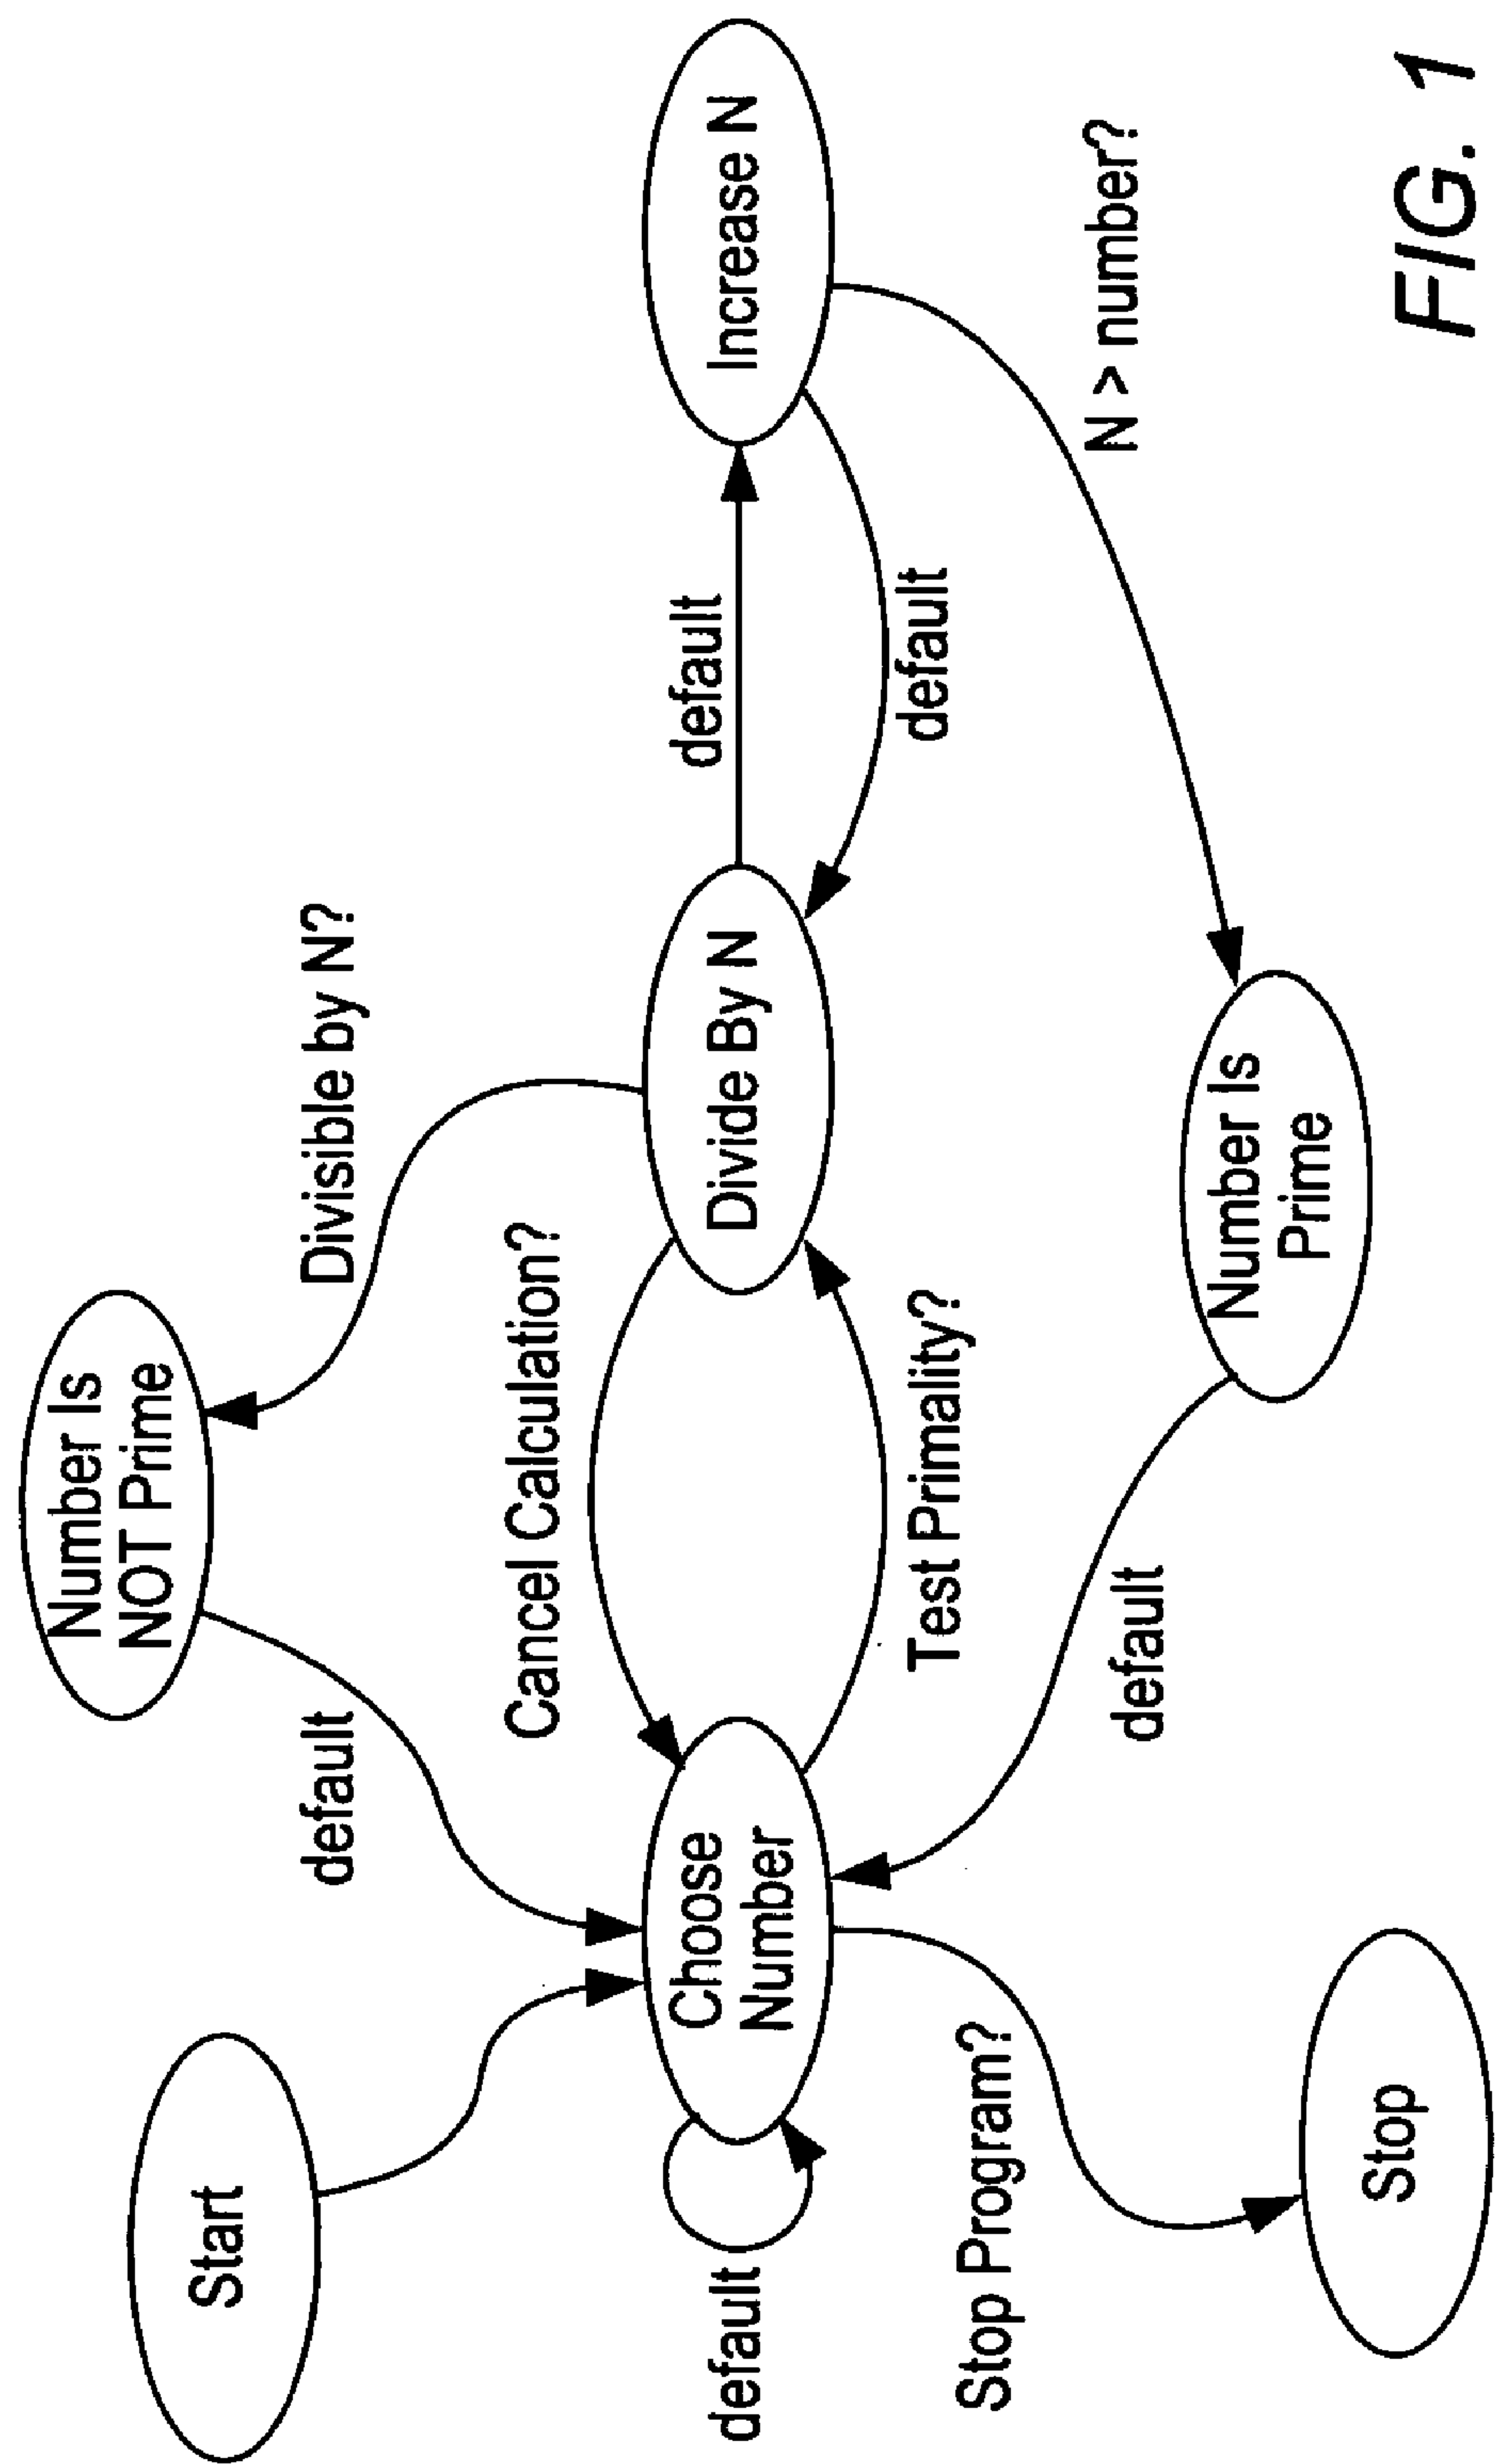 Start
Number Is
NOT Prime
Divisible by N?
default
Cancel Calculation?
default
Choose
Number
Divide By N
default
Increase N
default
Test Primality?
Stop Program?
N > number?
default
Number Is
Prime
Stop
FIG. 1